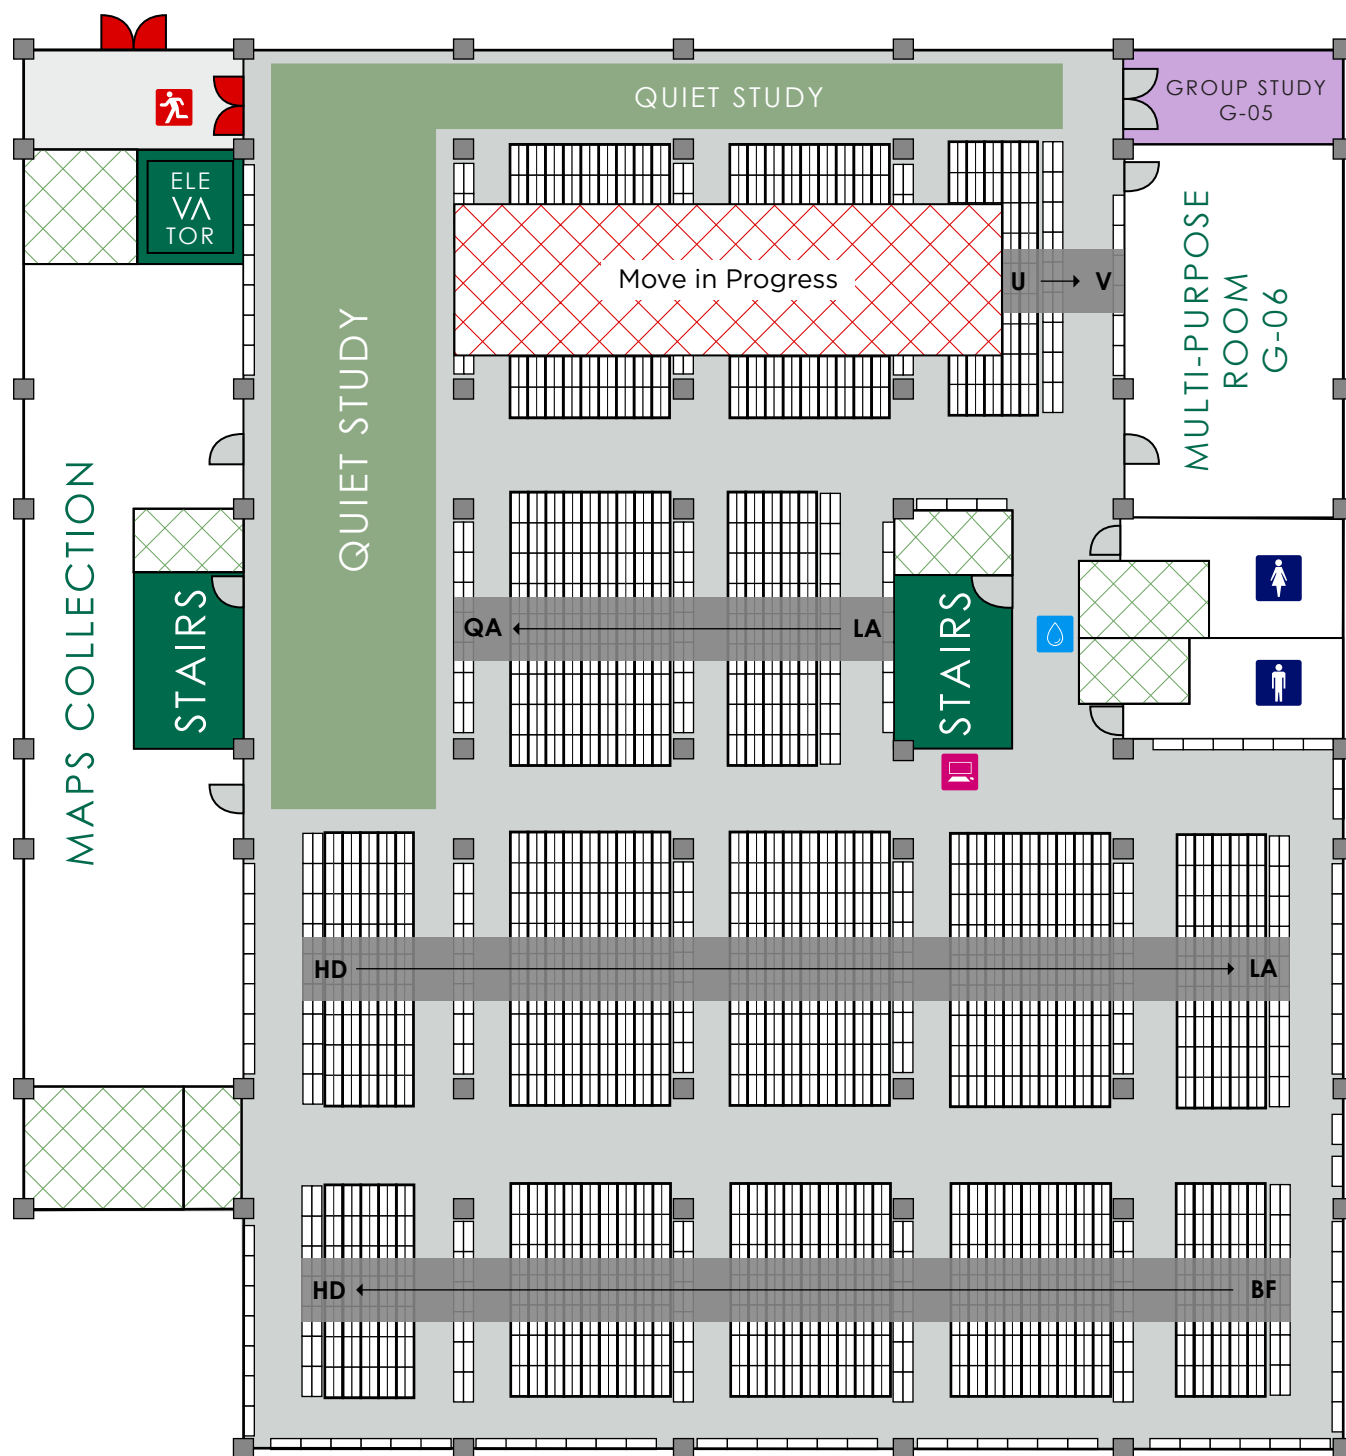 QUIET STUDY
GROUP STUDY
G-05
ELE
VA
TOR
Move in Progress
U
V
MULTI-PURPOSE
ROOM
G-06
QUIET STUDY
MAPS COLLECTION
STAIRS
QA
LA
STAIRS
HD
LA
HD
BF